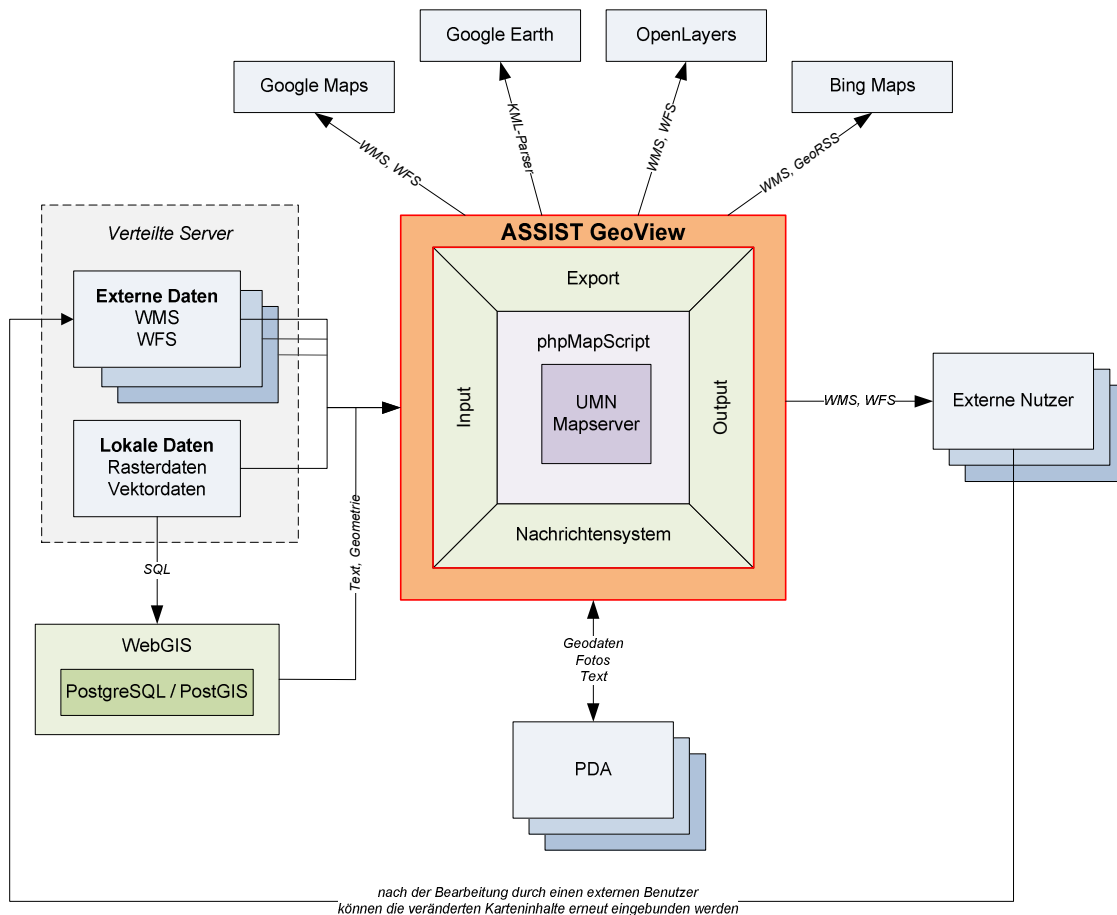 Google Earth
OpenLayers
Google Maps
Bing Maps
WMS, WFS
KML-Parser
WMS, WFS
WMS, GeoRSS
Verteilte Server
Externe Daten
WMS
WFS
Lokale Daten
Rasterdaten
Vektordaten
SQL
WebGIS
PostgreSQL / PostGIS
Text, Geometrie
ASSIST GeoView
Export
Input
phpMapScript
UMN
Mapserver
Output
Nachrichtensystem
WMS, WFS
Externe Nutzer
Geodaten
Fotos
Text
PDA
nach der Bearbeitung durch einen externen Benutzer
können die veränderten Karteninhalte erneut eingebunden werden